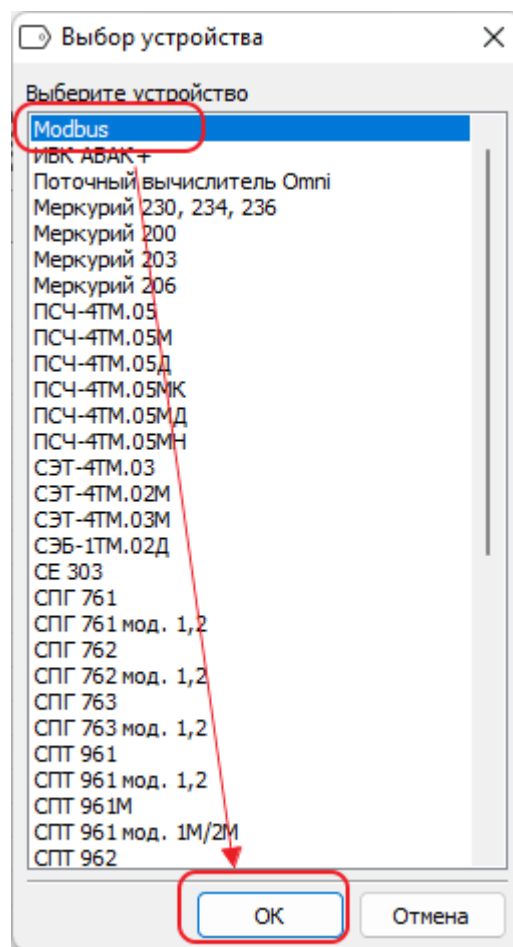 Выбор устройства
Выберите устройство
Modbus
ИВК АБАК+
Поточный вычислитель Omni
Меркурий 230, 234, 236
Меркурий 200
Меркурий 203
Меркурий 206
ПСЧ-4ТМ.05
ПСЧ-4ТМ.05М
ПСЧ-4ТМ.05Д
ПСЧ-4ТМ.05МК
ПСЧ-4ТМ.05МД
ПСЧ-4ТМ.05МН
СЭТ-4ТМ.03
СЭТ-4ТМ.02М
СЭТ-4ТМ.03М
СЭБ-1ТМ.02Д
СЕ 303
СПГ 761
СПГ 761 мод. 1,2
СПГ 762
СПГ 762 мод. 1,2
СПГ 763
СПГ 763 мод. 1,2
СПТ 961
СПТ 961 мод. 1,2
СПТ 961М
СПТ 961 мод. 1М/2М
СПТ 962
ОК Отмена